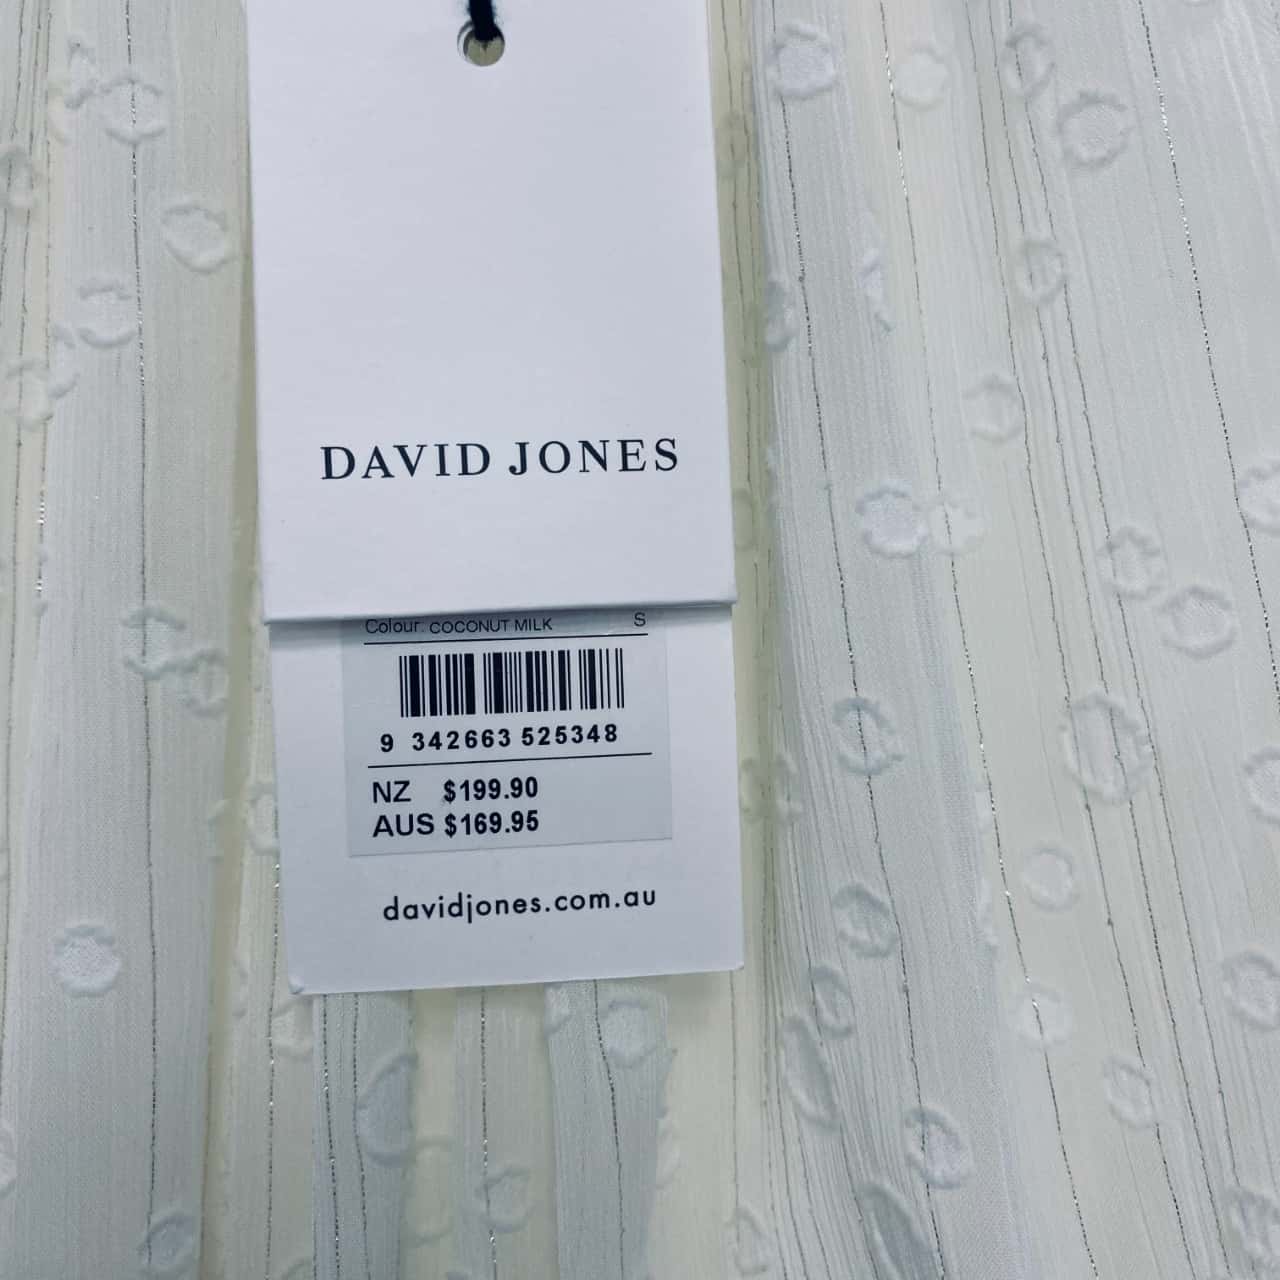 DAVID JONES
Colour: COCONUT MILK S
9 342663 525348
NZ $199.90
AUS $169.95
davidjones.com.au